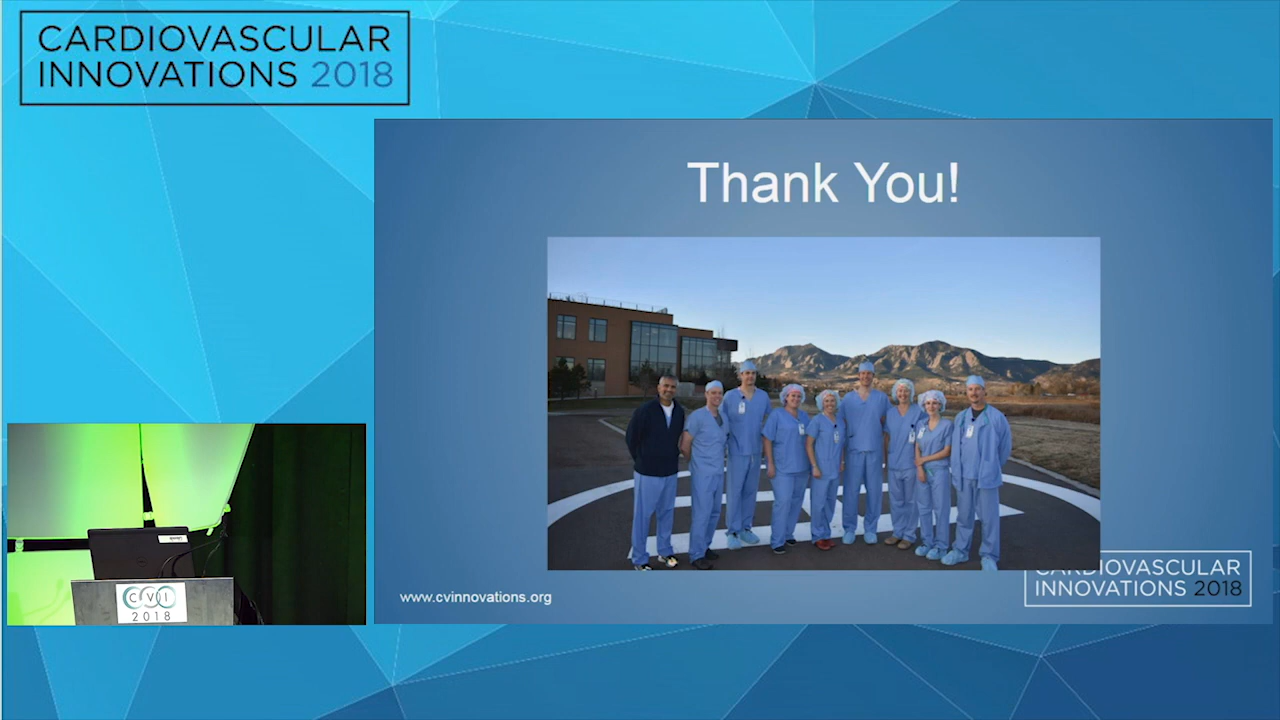 CARDIOVASCULAR
INNOVATIONS 2018
Thank You!
www.cvinnovations.org
CARDIOVASCULAR
INNOVATIONS 2018
CVI
2018